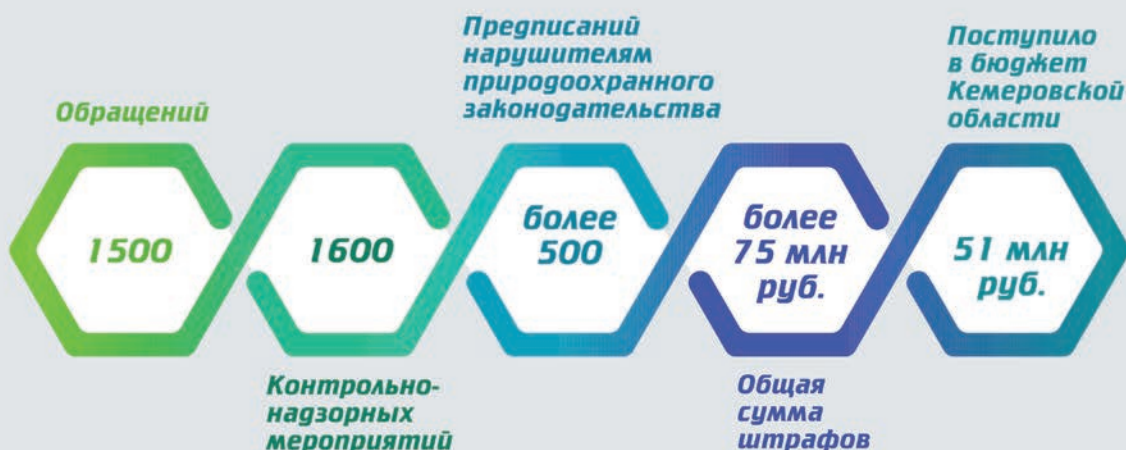 Обращений
1500
1600
Контрольно-
надзорных
мероприятий
Предписаний
нарушителям
природоохранного
законодательства
более
500
более
75 млн
руб.
Общая
сумма
штрафов
Поступило
в бюджет
Кемеровской
области
51 млн
руб.